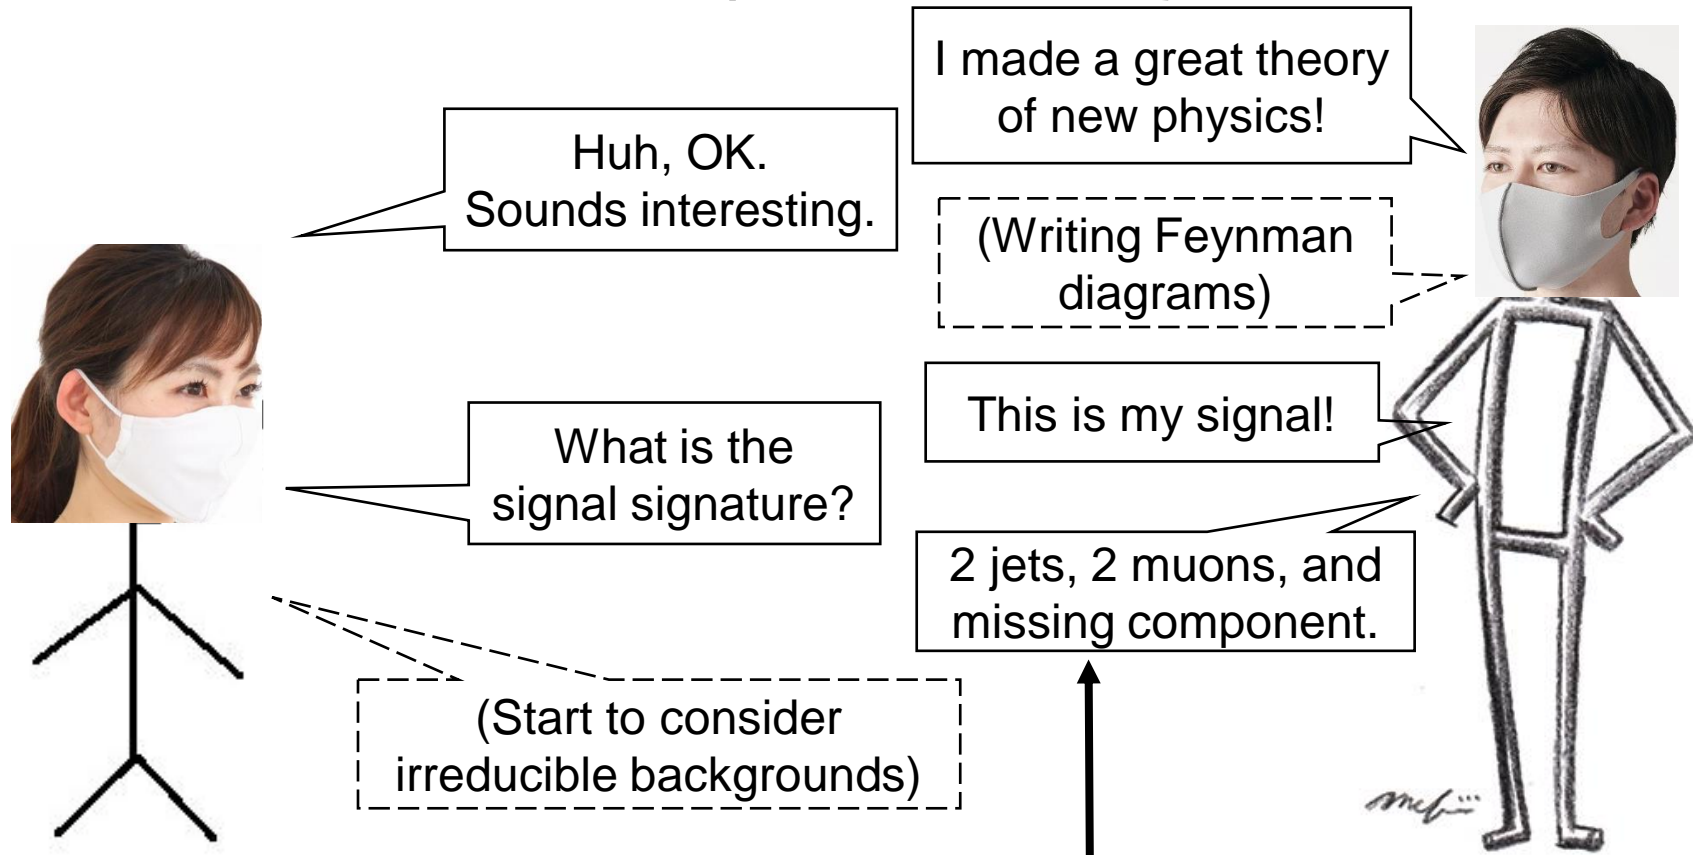 I made a great theory
of new physics!
Huh, OK.
Sounds interesting.
(Writing Feynman
diagrams)
This is my signal!
What is the
signal signature?
2 jets, 2 muons, and
missing component.
(Start to consider
irreducible backgrounds)